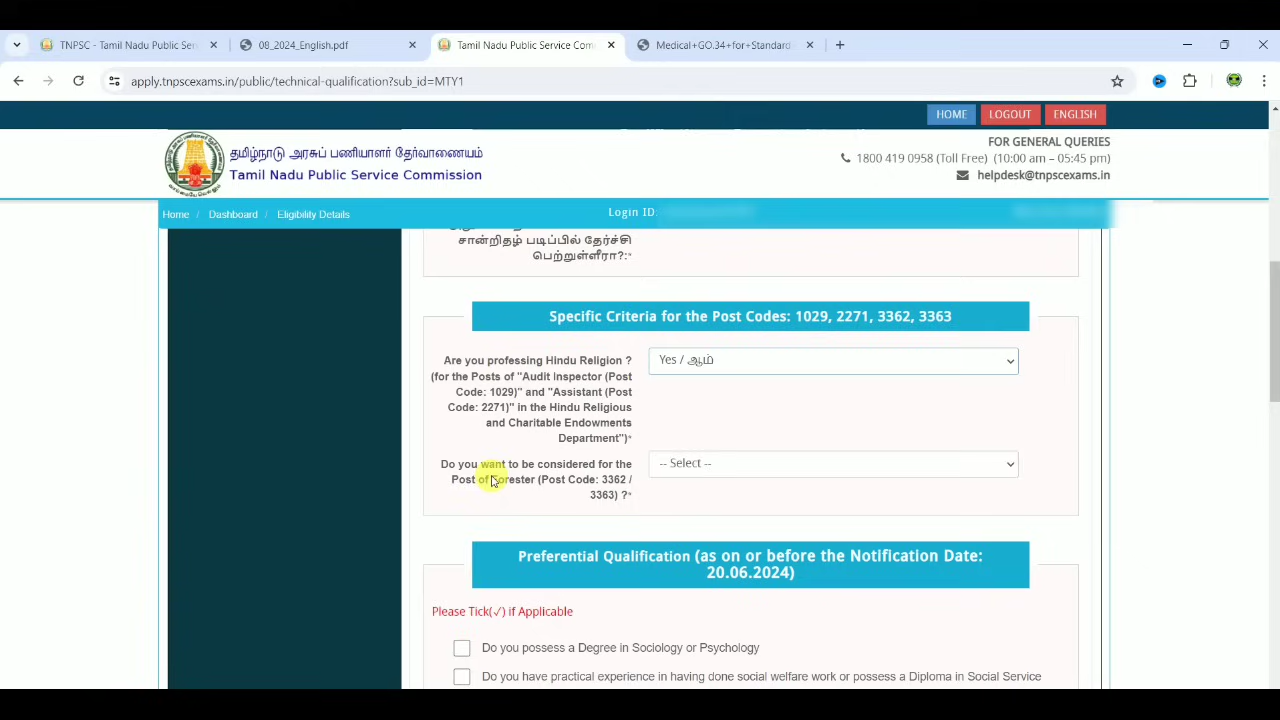 TNPSC - Tamil Nadu Public Ser
08_2024_English.pdf
Tamil Nadu Public Service Com
Medical+GO.34+for+Standard
apply.tnpscexams.in/public/technical-qualification?sub_id=MTY1
HOME
LOGOUT
ENGLISH
தமிழ்நாடு அரசுப் பணியாளர் தேர்வாணையம்
Tamil Nadu Public Service Commission
FOR GENERAL QUERIES
1800 419 0958 (Toll Free) (10:00 am – 05:45 pm)
helpdesk@tnpscexams.in
Home / Dashboard / Eligibility Details
Login ID:
சான்றிதழ் படிப்பில் தேர்ச்சி
பெற்றுள்ளீரா?:*
Specific Criteria for the Post Codes: 1029, 2271, 3362, 3363
Are you professing Hindu Religion ?
(for the Posts of "Audit Inspector (Post
Code: 1029)" and "Assistant (Post
Code: 2271)" in the Hindu Religious
and Charitable Endowments
Department")*
Yes / ஆம்
Do you want to be considered for the
Post of Forester (Post Code: 3362 /
3363) ?*
-- Select --
Preferential Qualification (as on or before the Notification Date:
20.06.2024)
Please Tick(✓) if Applicable
Do you possess a Degree in Sociology or Psychology
Do you have practical experience in having done social welfare work or possess a Diploma in Social Service